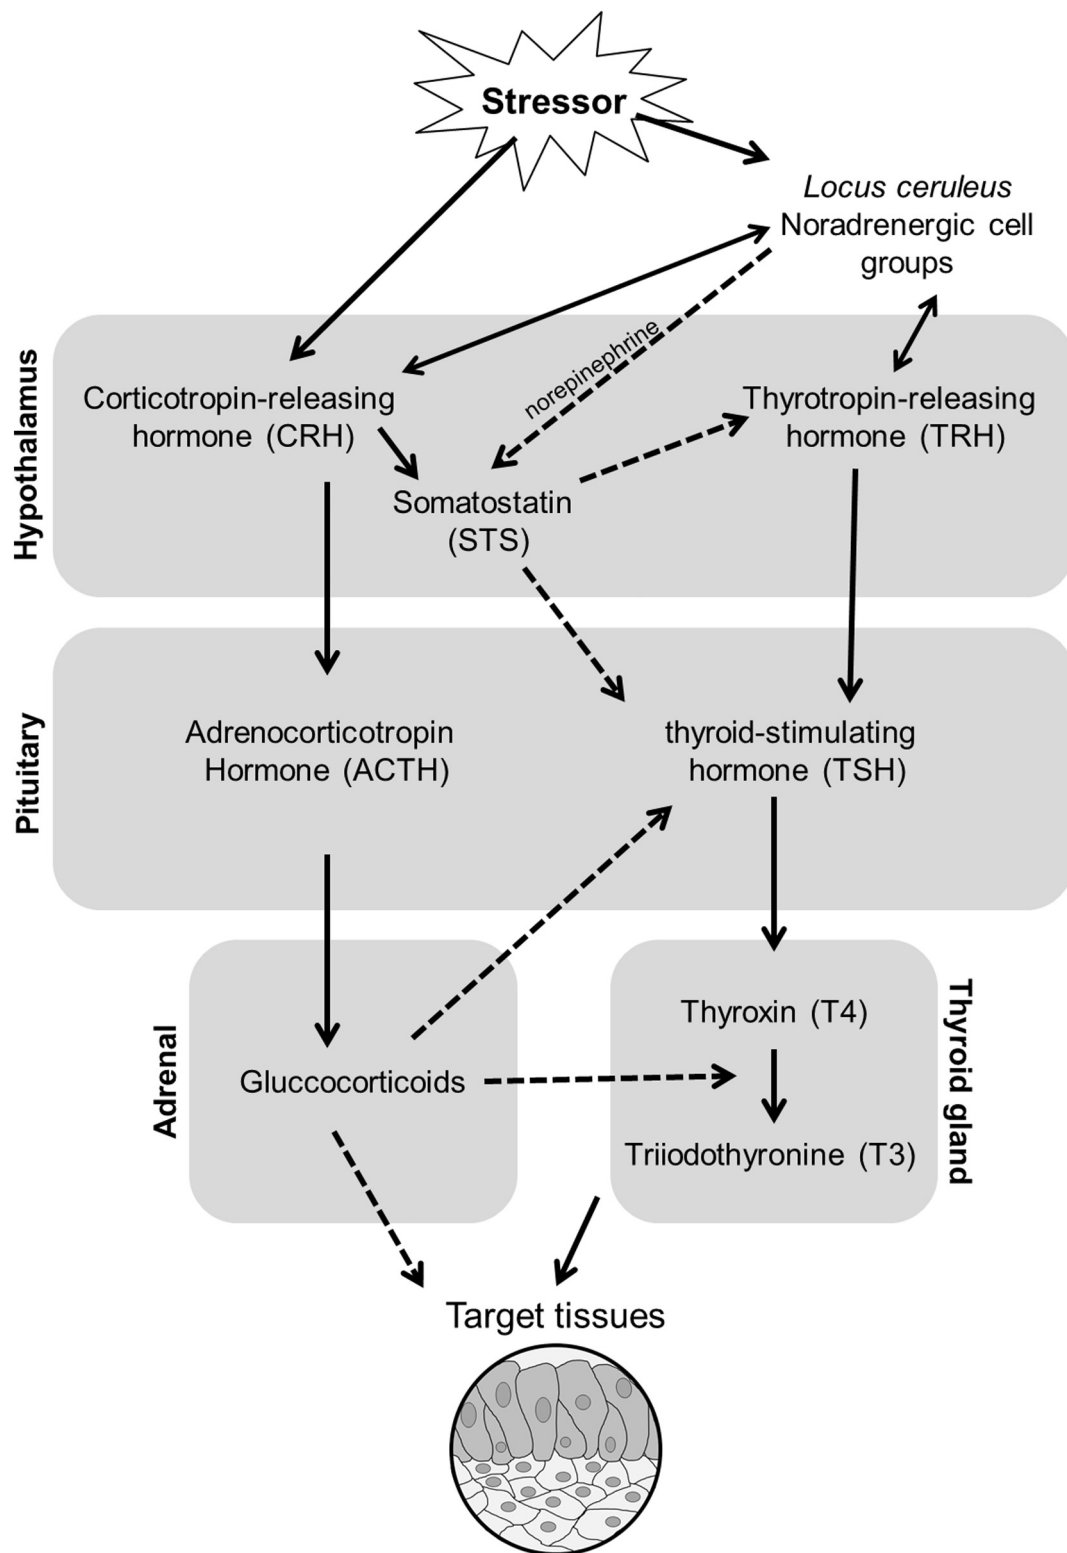 Stressor
Locus ceruleus
Noradrenergic cell
groups
norepinephrine
Hypothalamus
Corticotropin-releasing
hormone (CRH)
Thyrotropin-releasing
hormone (TRH)
Somatostatin
(STS)
Pituitary
Adrenocorticotropin
Hormone (ACTH)
thyroid-stimulating
hormone (TSH)
Adrenal
Gluccocorticoids
Thyroxin (T4)
Triiodothyronine (T3)
Thyroid gland
Target tissues